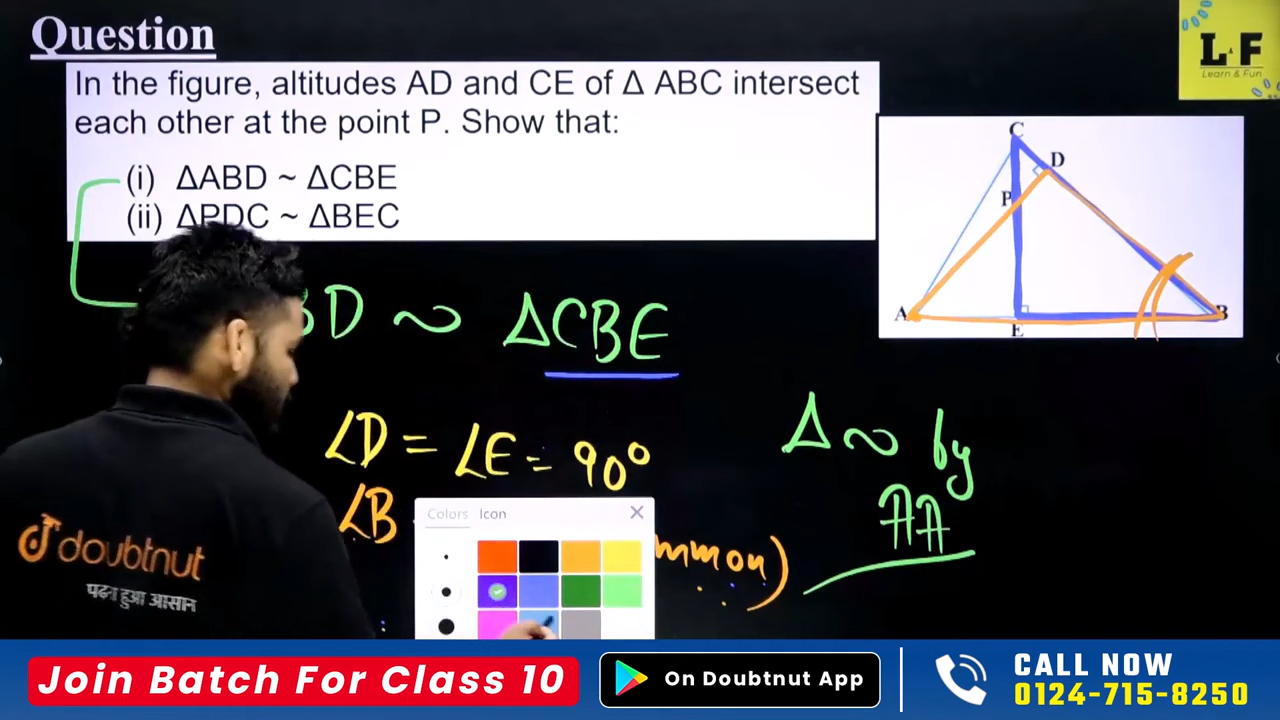 Question
L&F
Learn & Fun
In the figure, altitudes AD and CE of Δ ABC intersect
each other at the point P. Show that:
(i) ΔABD ~ ΔCBE
(ii) ΔPDC ~ ΔBEC
C
D
P
A
E
B
BD ~ ΔCBE
∠D = ∠E = 90°
Δ ~ by
AA
∠B
mmon)
Colors Icon
doubtnut
पढ़ना हुआ आसान
Join Batch For Class 10
On Doubtnut App
CALL NOW
0124-715-8250